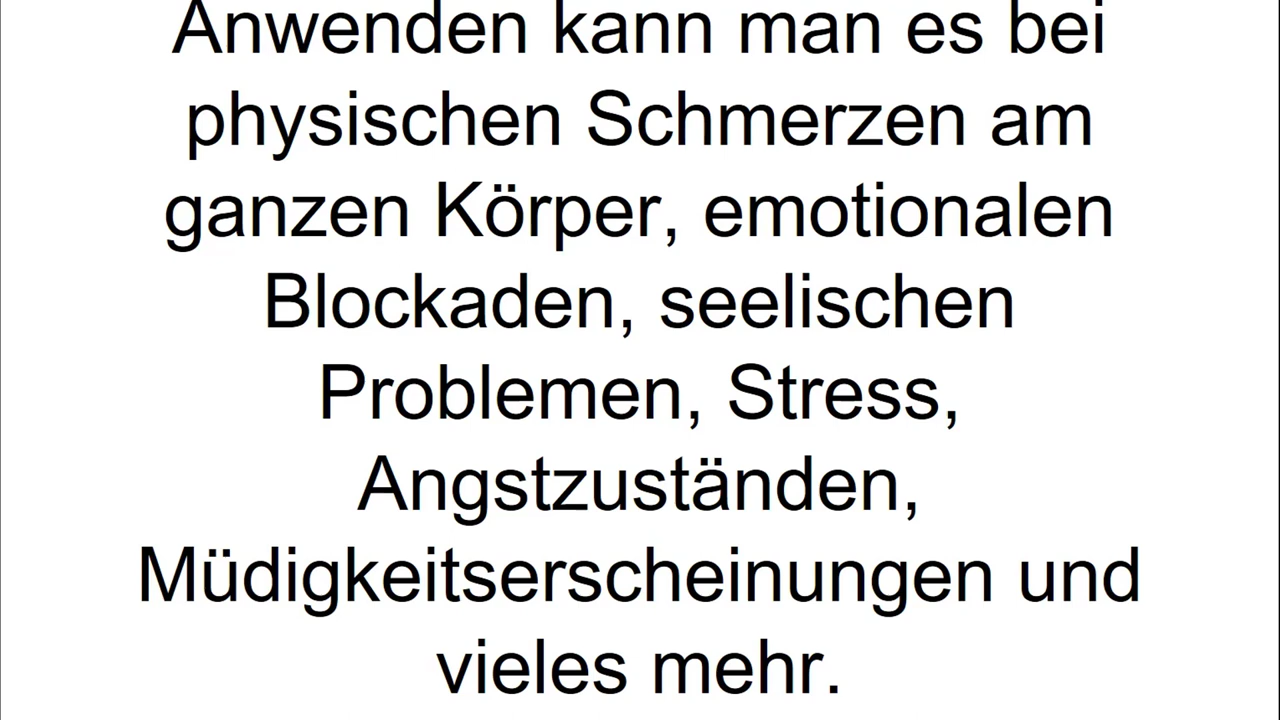 Anwenden kann man es bei
physischen Schmerzen am
ganzen Körper, emotionalen
Blockaden, seelischen
Problemen, Stress,
Angstzuständen,
Müdigkeitserscheinungen und
vieles mehr.